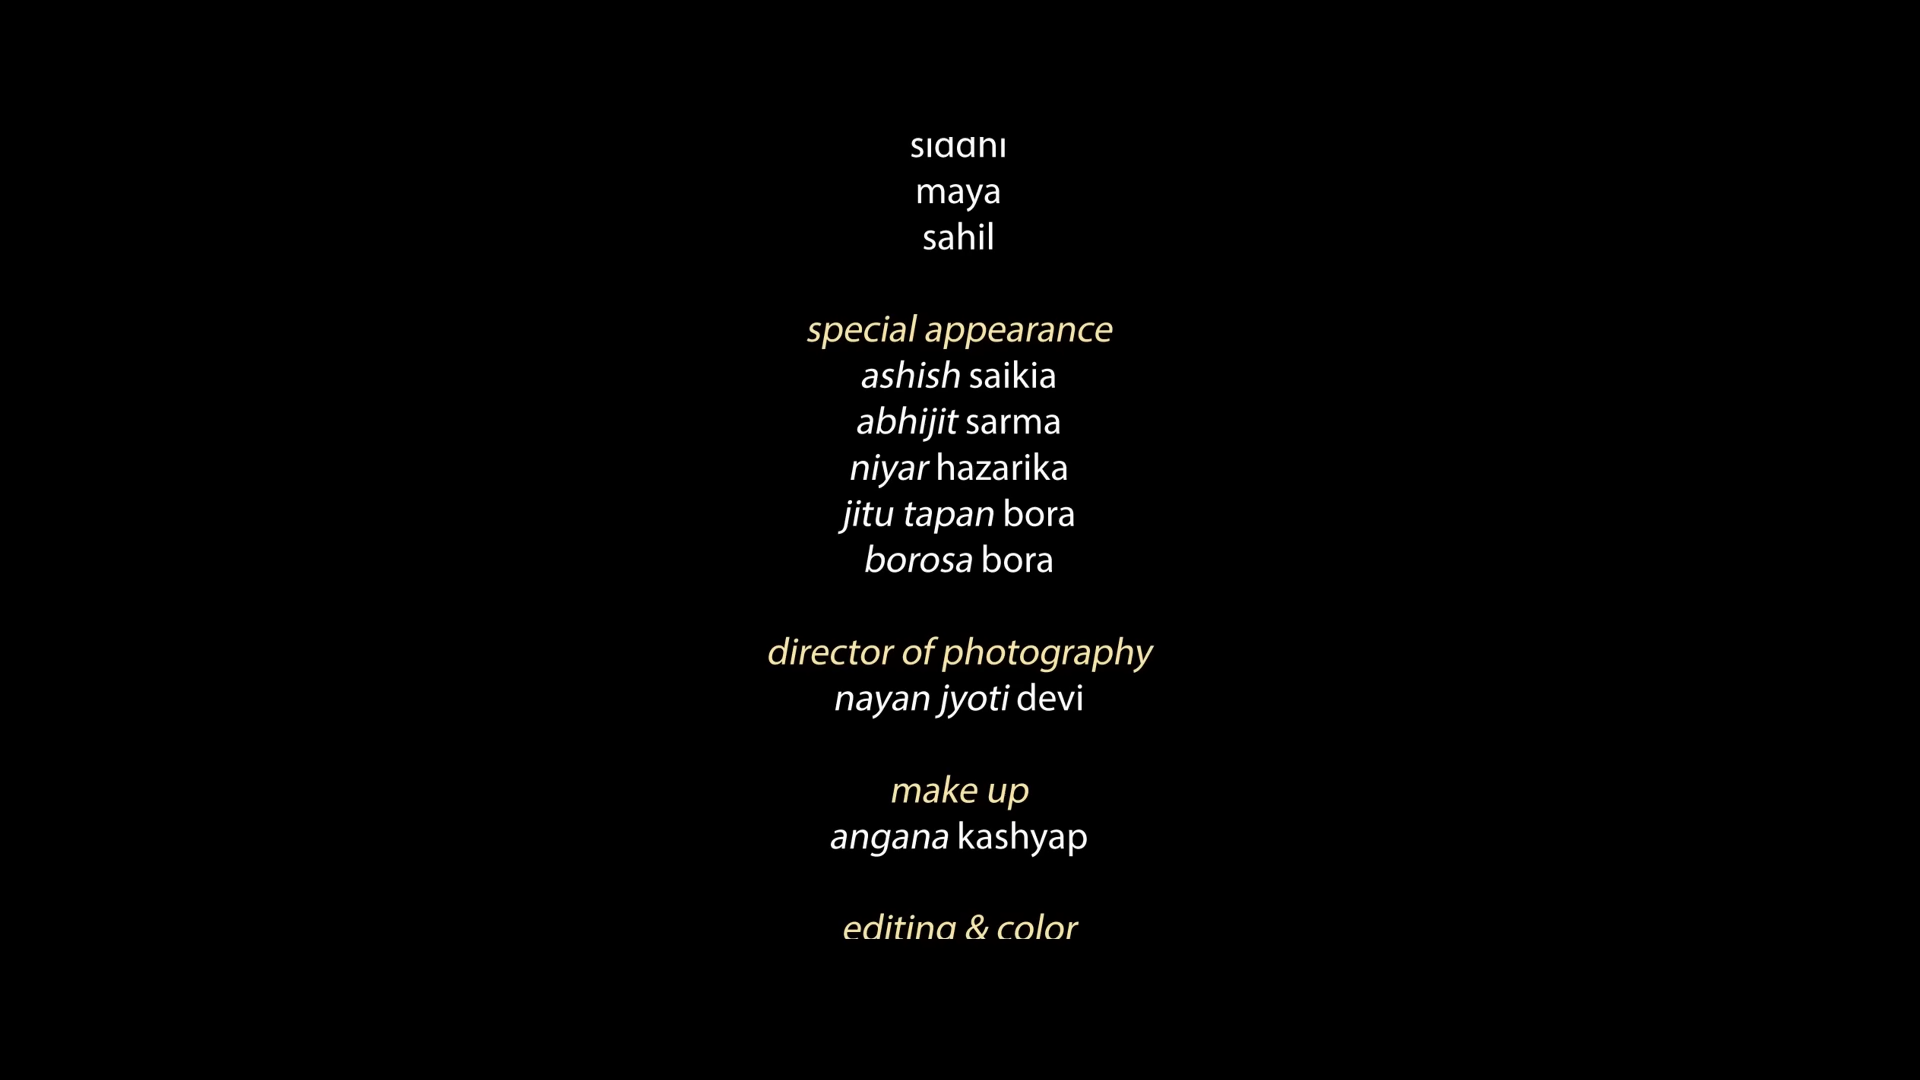 siddhi
maya
sahil
special appearance
ashish saikia
abhijit sarma
niyar hazarika
jitu tapan bora
borosa bora
director of photography
nayan jyoti devi
make up
angana kashyap
editing & color